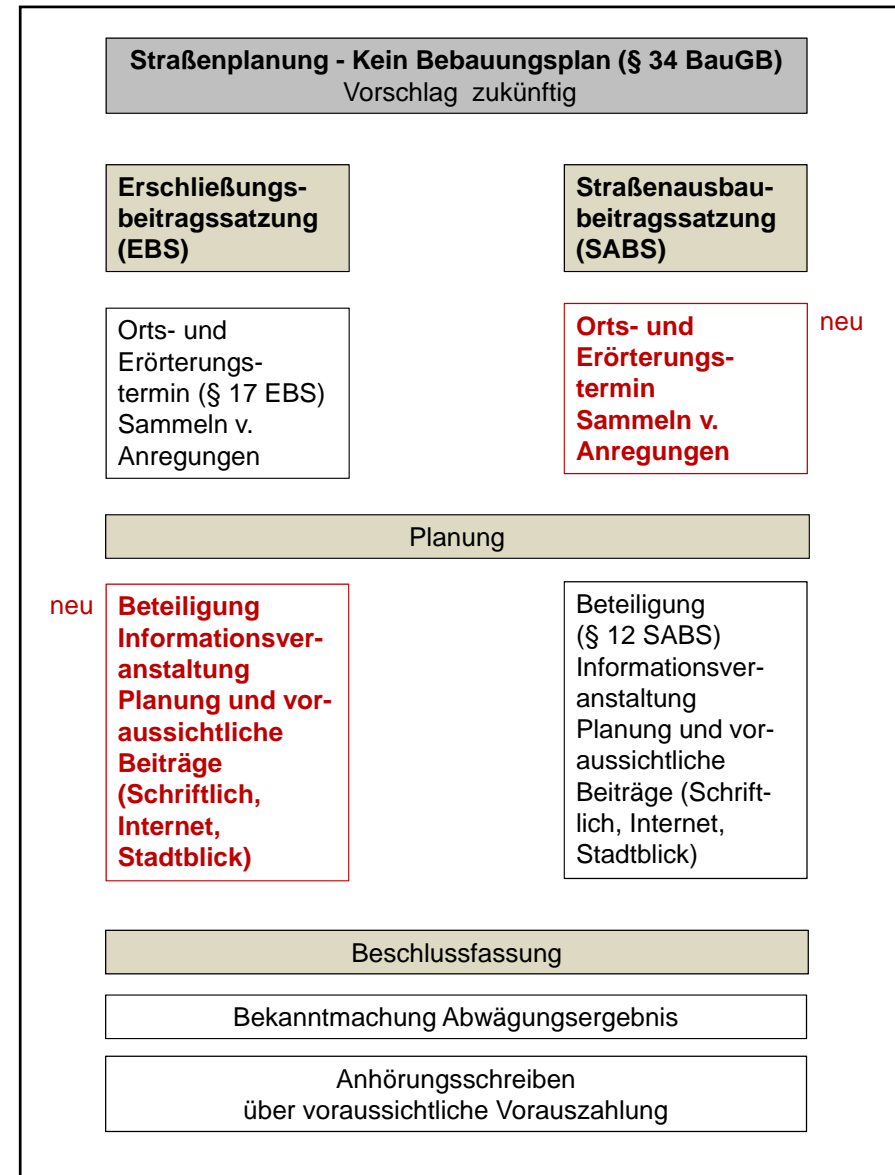 Straßenplanung - Kein Bebauungsplan (§ 34 BauGB)
Vorschlag zukünftig
Erschließungs-
beitragssatzung
(EBS)
Straßenausbau-
beitragssatzung
(SABS)
Orts- und
Erörterungs-
termin (§ 17 EBS)
Sammeln v.
Anregungen
Orts- und
Erörterungs-
termin
Sammeln v.
Anregungen
neu
Planung
neu
Beteiligung
Informationsver-
anstaltung
Planung und vor-
aussichtliche
Beiträge
(Schriftlich,
Internet,
Stadtblick)
Beteiligung
(§ 12 SABS)
Informationsver-
anstaltung
Planung und vor-
aussichtliche
Beiträge (Schrift-
lich, Internet,
Stadtblick)
Beschlussfassung
Bekanntmachung Abwägungsergebnis
Anhörungsschreiben
über voraussichtliche Vorauszahlung